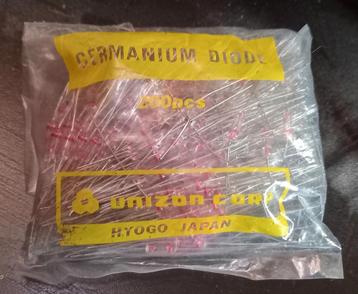 GERMANIUM DIODE
200pcs
UNIZON CORP
HYOGO JAPAN